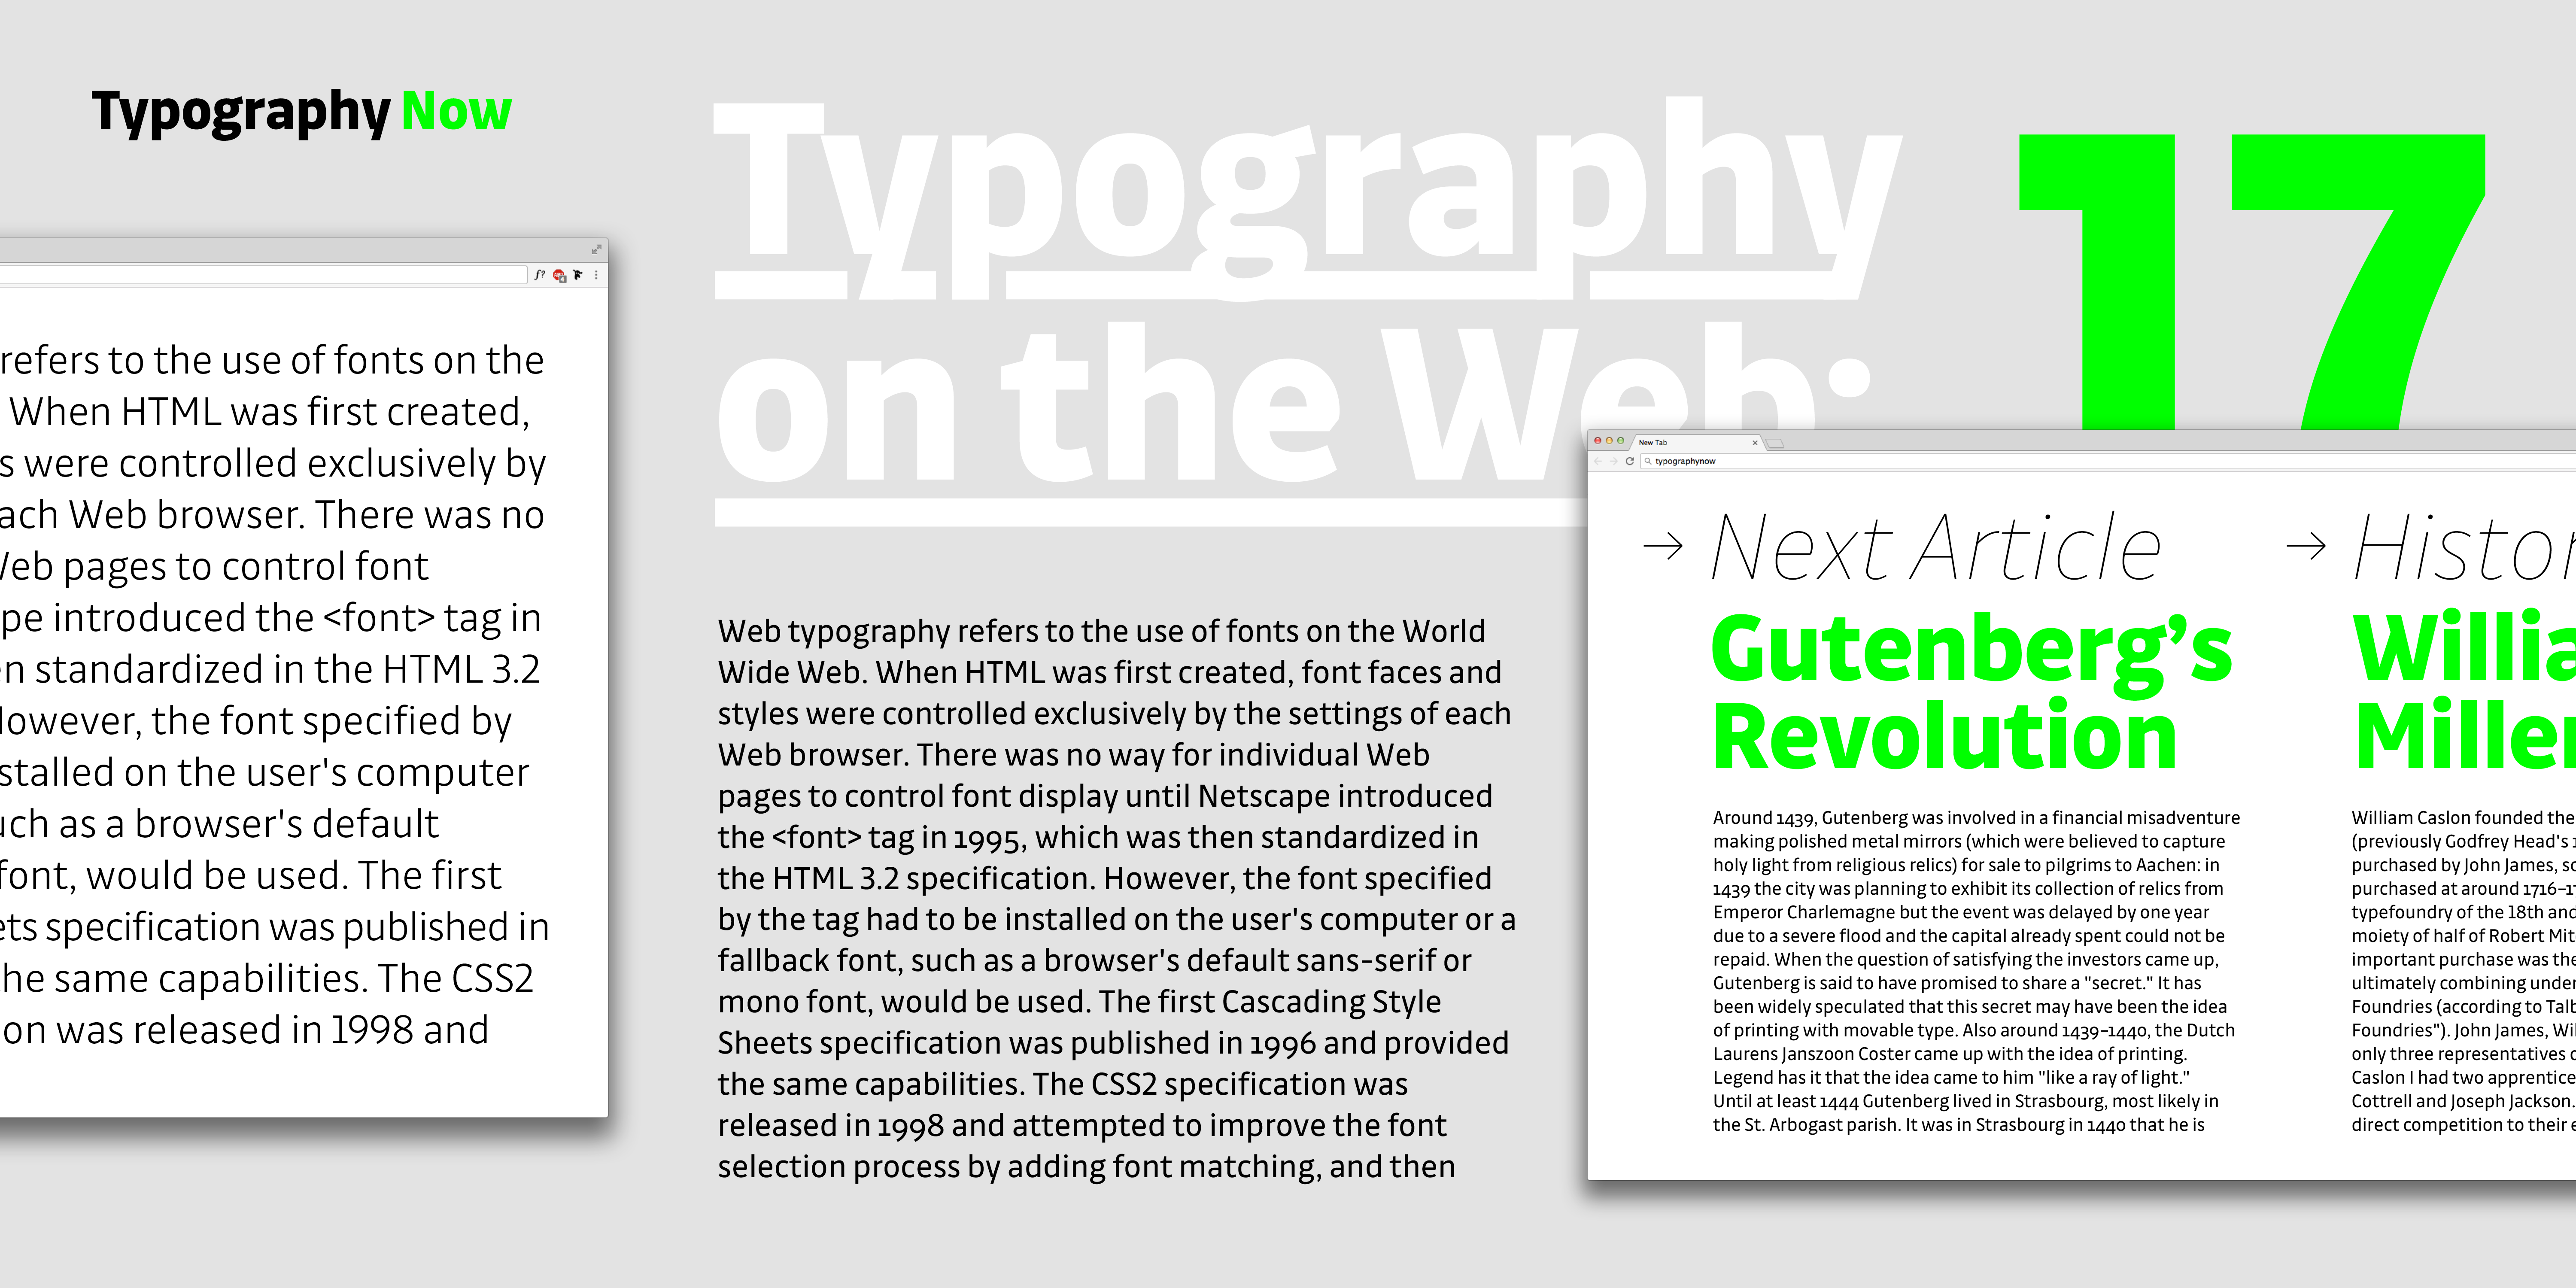 Typography Now
refers to the use of fonts on the
When HTML was first created,
s were controlled exclusively by
ach Web browser. There was no
Web pages to control font
pe introduced the <font> tag in
en standardized in the HTML 3.2
However, the font specified by
stalled on the user's computer
uch as a browser's default
font, would be used. The first
ets specification was published in
he same capabilities. The CSS2
on was released in 1998 and
Typography
on the Web:
17
Web typography refers to the use of fonts on the World
Wide Web. When HTML was first created, font faces and
styles were controlled exclusively by the settings of each
Web browser. There was no way for individual Web
pages to control font display until Netscape introduced
the <font> tag in 1995, which was then standardized in
the HTML 3.2 specification. However, the font specified
by the tag had to be installed on the user's computer or a
fallback font, such as a browser's default sans-serif or
mono font, would be used. The first Cascading Style
Sheets specification was published in 1996 and provided
the same capabilities. The CSS2 specification was
released in 1998 and attempted to improve the font
selection process by adding font matching, and then
New Tab
typographynow
→ Next Article
Gutenberg’s
Revolution
Around 1439, Gutenberg was involved in a financial misadventure
making polished metal mirrors (which were believed to capture
holy light from religious relics) for sale to pilgrims to Aachen: in
1439 the city was planning to exhibit its collection of relics from
Emperor Charlemagne but the event was delayed by one year
due to a severe flood and the capital already spent could not be
repaid. When the question of satisfying the investors came up,
Gutenberg is said to have promised to share a "secret." It has
been widely speculated that this secret may have been the idea
of printing with movable type. Also around 1439–1440, the Dutch
Laurens Janszoon Coster came up with the idea of printing.
Legend has it that the idea came to him "like a ray of light."
Until at least 1444 Gutenberg lived in Strasbourg, most likely in
the St. Arbogast parish. It was in Strasbourg in 1440 that he is
→ Histor
Willia
Miller
William Caslon founded the
(previously Godfrey Head's
purchased by John James, so
purchased at around 1716–1
typefoundry of the 18th and
moiety of half of Robert Mit
important purchase was the
ultimately combining under
Foundries (according to Talb
Foundries"). John James, Wi
only three representatives
Caslon I had two apprentice
Cottrell and Joseph Jackson.
direct competition to their